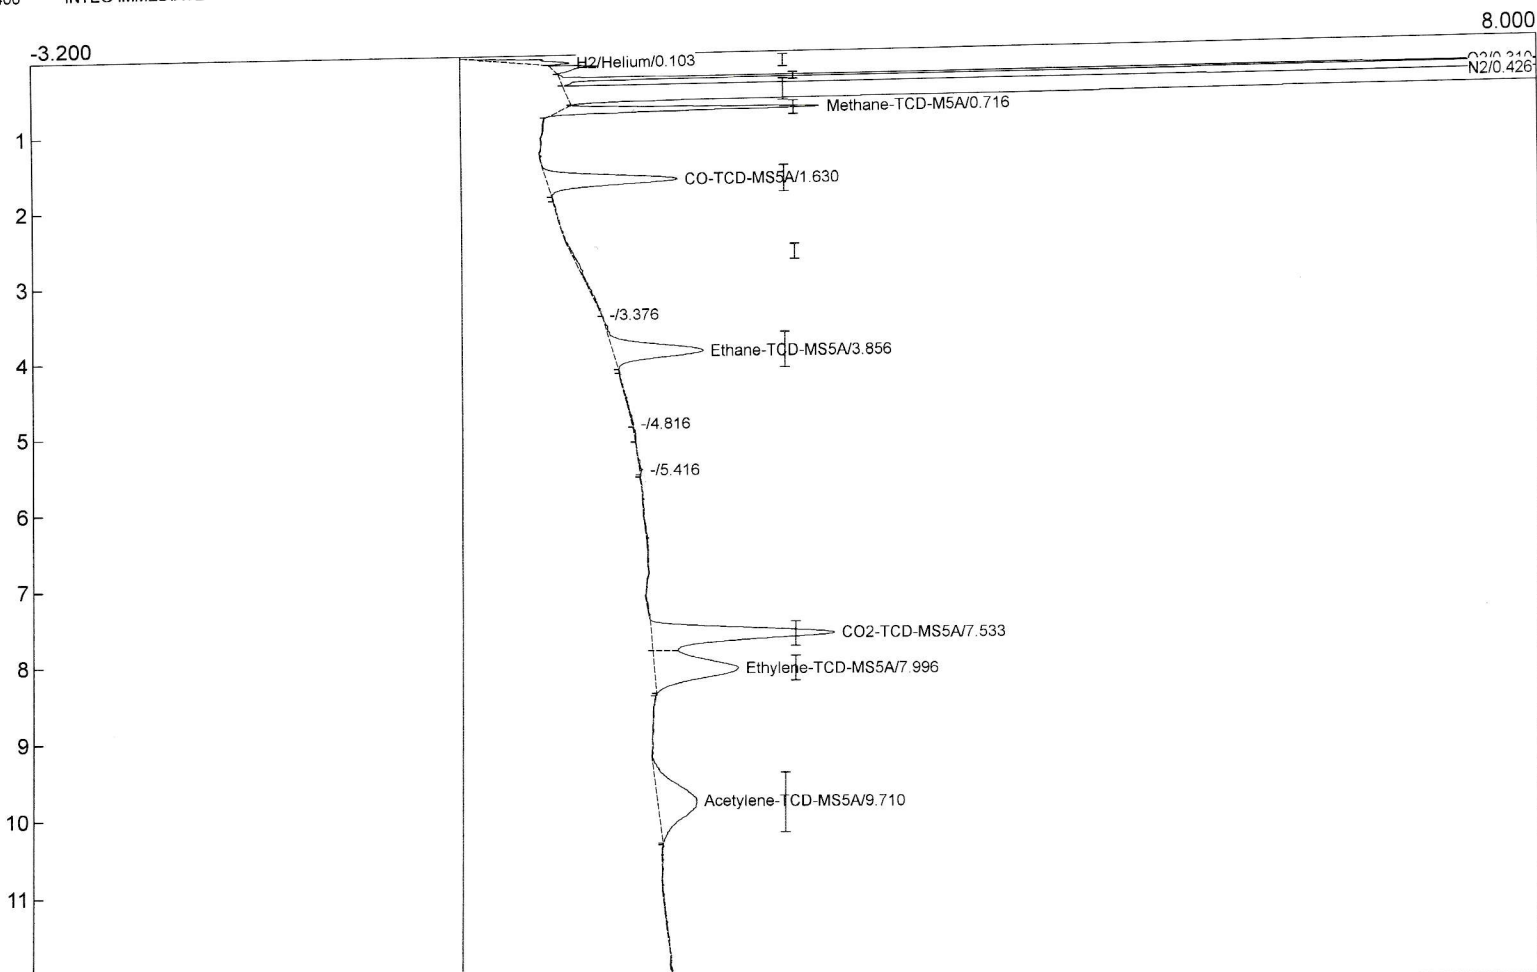 8.000
-3.200
H2/Helium/0.103
O2/0.310
N2/0.426
Methane-TCD-M5A/0.716
1
CO-TCD-MS5A/1.630
2
3
-/3.376
Ethane-TCD-MS5A/3.856
4
-/4.816
5
-/5.416
6
7
CO2-TCD-MS5A/7.533
8
Ethylene-TCD-MS5A/7.996
9
Acetylene-TCD-MS5A/9.710
10
11